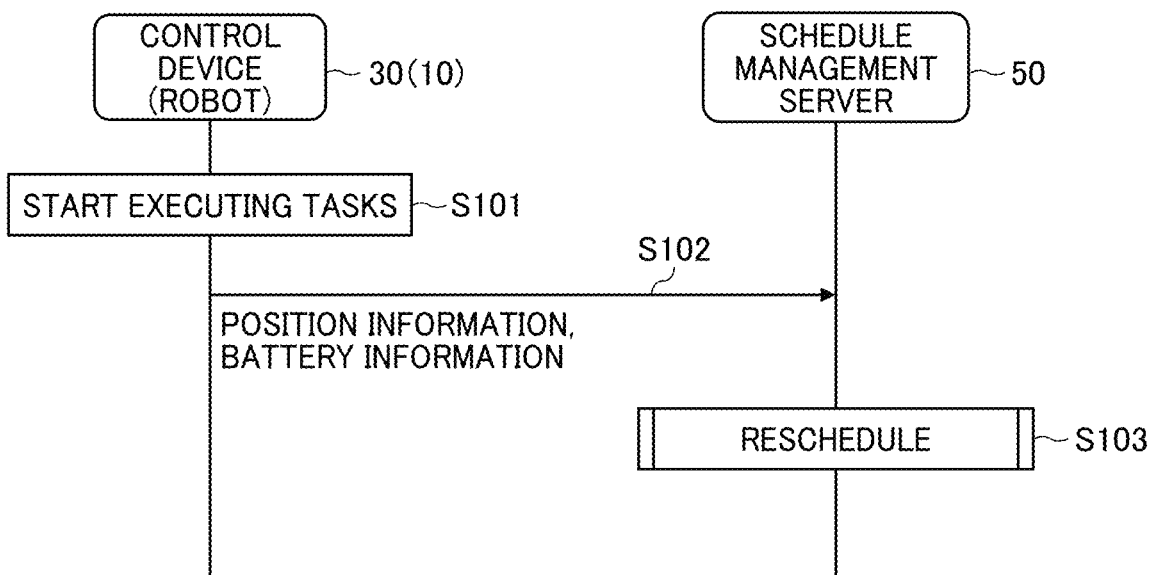 CONTROL
DEVICE
(ROBOT)
30(10)
SCHEDULE
MANAGEMENT
SERVER
50
START EXECUTING TASKS
S101
S102
POSITION INFORMATION,
BATTERY INFORMATION
RESCHEDULE
S103